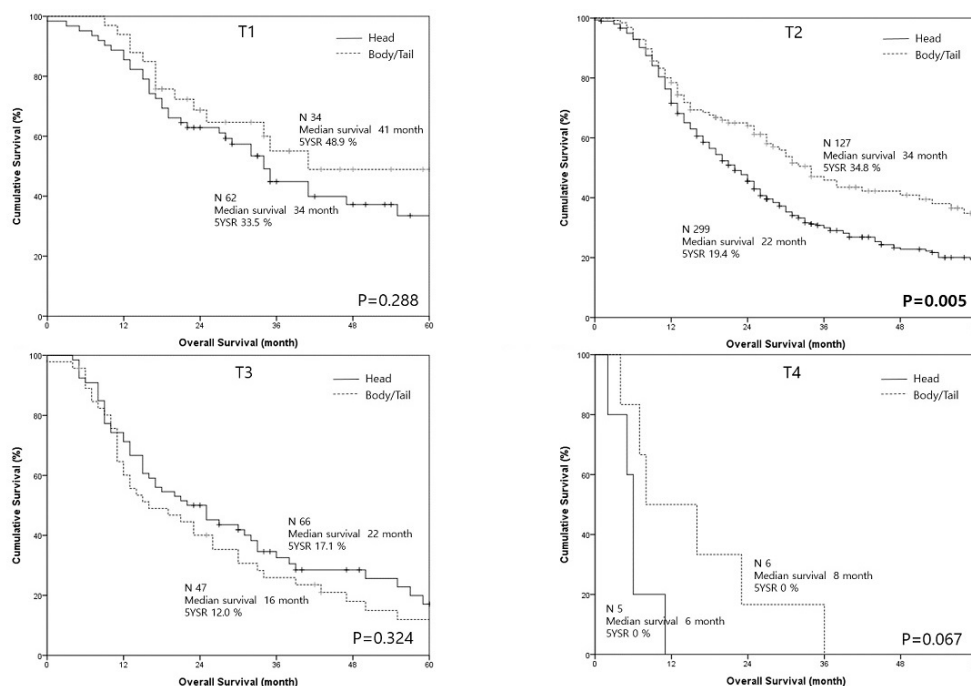 T1
Head
Body/Tail
Cumulative Survival (%)
100
80
60
40
20
0
N 34
Median survival 41 month
5YSR 48.9 %
N 62
Median survival 34 month
5YSR 33.5 %
P=0.288
0 12 24 36 48 60
Overall Survival (month)
T2
Head
Body/Tail
Cumulative Survival (%)
100
80
60
40
20
0
N 127
Median survival 34 month
5YSR 34.8 %
N 299
Median survival 22 month
5YSR 19.4 %
P=0.005
0 12 24 36 48
Overall Survival (month)
T3
Head
Body/Tail
Cumulative Survival (%)
100
80
60
40
20
0
N 66
Median survival 22 month
5YSR 17.1 %
N 47
Median survival 16 month
5YSR 12.0 %
P=0.324
0 12 24 36 48 60
Overall Survival (month)
T4
Head
Body/Tail
Cumulative Survival (%)
100
80
60
40
20
0
N 6
Median survival 8 month
5YSR 0 %
N 5
Median survival 6 month
5YSR 0 %
P=0.067
0 12 24 36 48
Overall Survival (month)